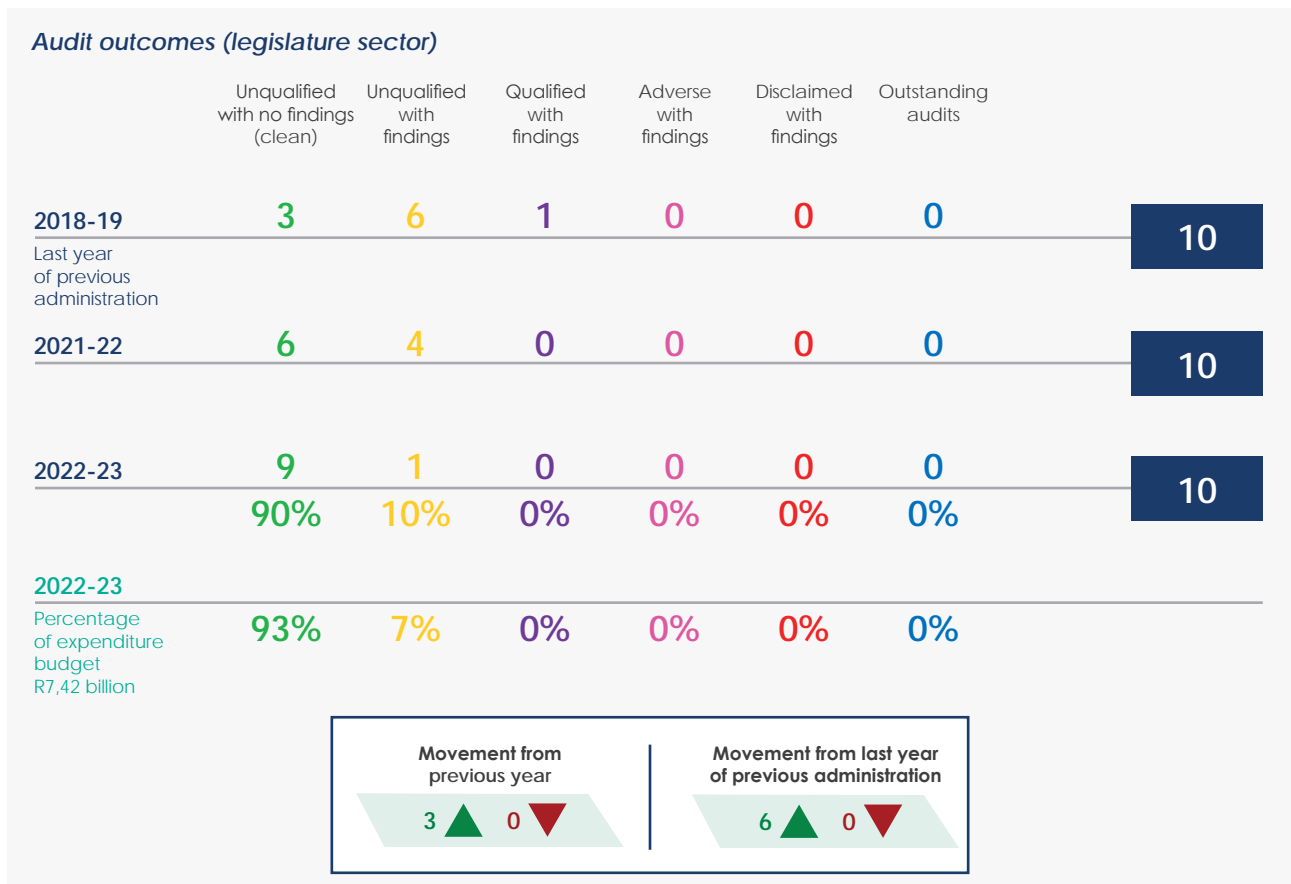 Audit outcomes (legislature sector)
Unqualified with no findings (clean)
Unqualified with findings
Qualified with findings
Adverse with findings
Disclaimed with findings
Outstanding audits
2018-19 3 6 1 0 0 0 10
Last year
of previous
administration
2021-22 6 4 0 0 0 0 10
2022-23 9 1 0 0 0 0 10
90% 10% 0% 0% 0% 0%
2022-23
Percentage
of expenditure
budget
R7,42 billion
93% 7% 0% 0% 0% 0%
Movement from
previous year
3 0
Movement from last year
of previous administration
6 0